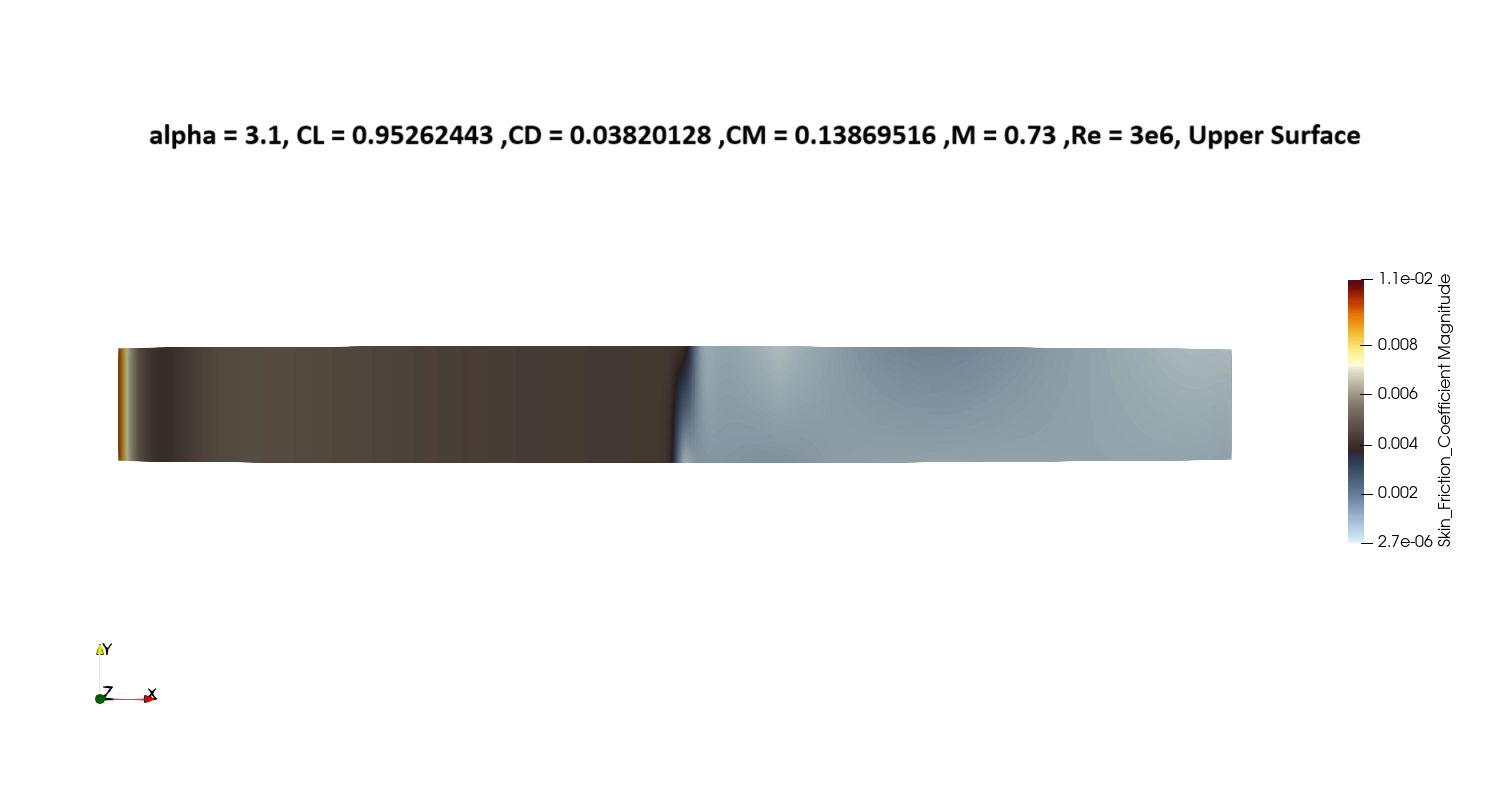 alpha = 3.1, CL = 0.95262443 ,CD = 0.03820128 ,CM = 0.13869516 ,M = 0.73 ,Re = 3e6, Upper Surface
1.1e-02
0.008
0.006
0.004
0.002
2.7e-06
Skin_Friction_Coefficient Magnitude
Y
Z
X